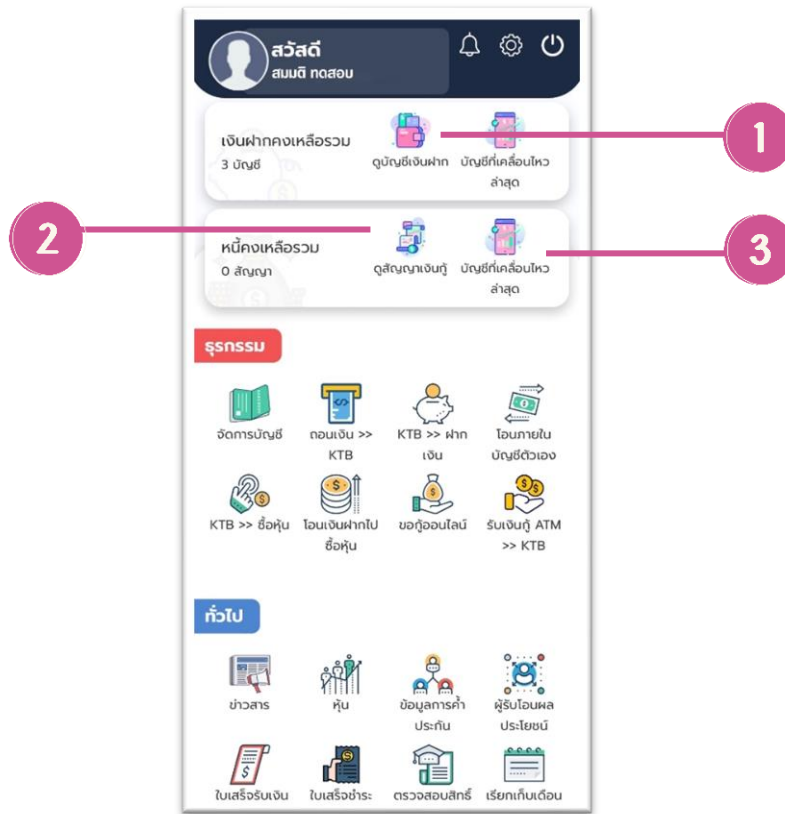 สวัสดี
สมมติ ทดสอบ
เงินฝากคงเหลือรวม
3 บัญชี
ดูบัญชีเงินฝาก
บัญชีที่เคลื่อนไหว
ล่าสุด
1
2
หนี้คงเหลือรวม
0 สัญญา
ดูสัญญาเงินกู้
บัญชีที่เคลื่อนไหว
ล่าสุด
3
ธุรกรรม
จัดการบัญชี
ถอนเงิน >>
KTB
KTB >> ฝาก
เงิน
โอนภายใน
บัญชีตัวเอง
KTB >> ซื้อหุ้น
โอนเงินฝากไป
ซื้อหุ้น
ขอกู้ออนไลน์
รับเงินกู้ ATM
>> KTB
ทั่วไป
ข่าวสาร
หุ้น
ข้อมูลการค้ำ
ประกัน
ผู้รับโอนผล
ประโยชน์
ใบเสร็จรับเงิน
ใบเสร็จชำระ
ตรวจสอบสิทธิ์
เรียกเก็บเดือน